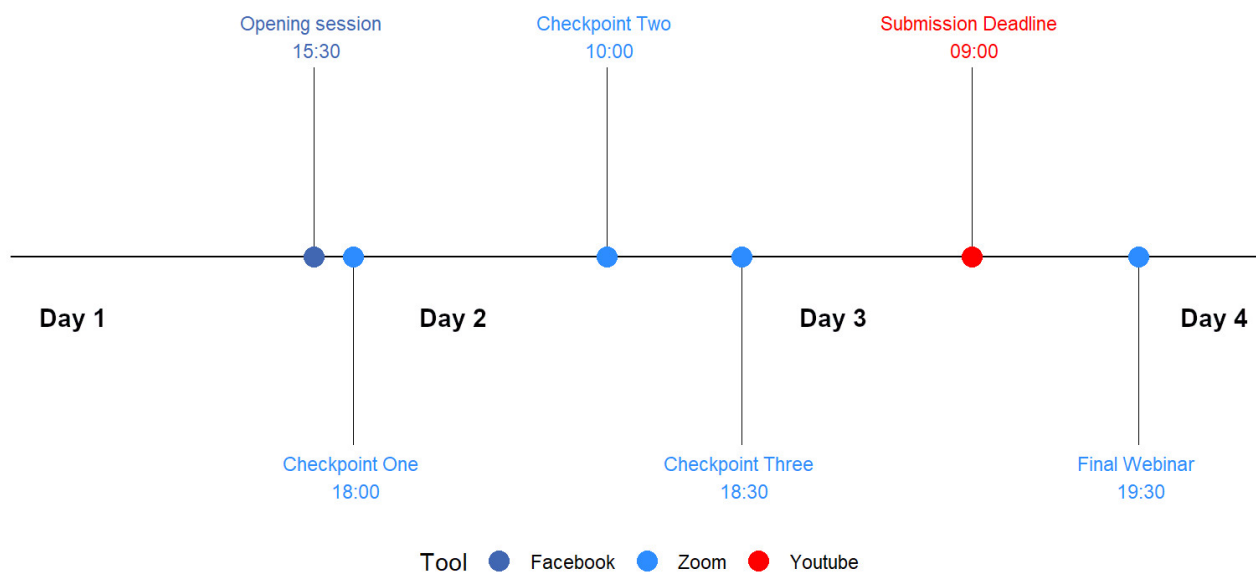 Opening session
15:30
Checkpoint Two
10:00
Submission Deadline
09:00
Day 1
Day 2
Day 3
Day 4
Checkpoint One
18:00
Checkpoint Three
18:30
Final Webinar
19:30
Tool Facebook Zoom Youtube